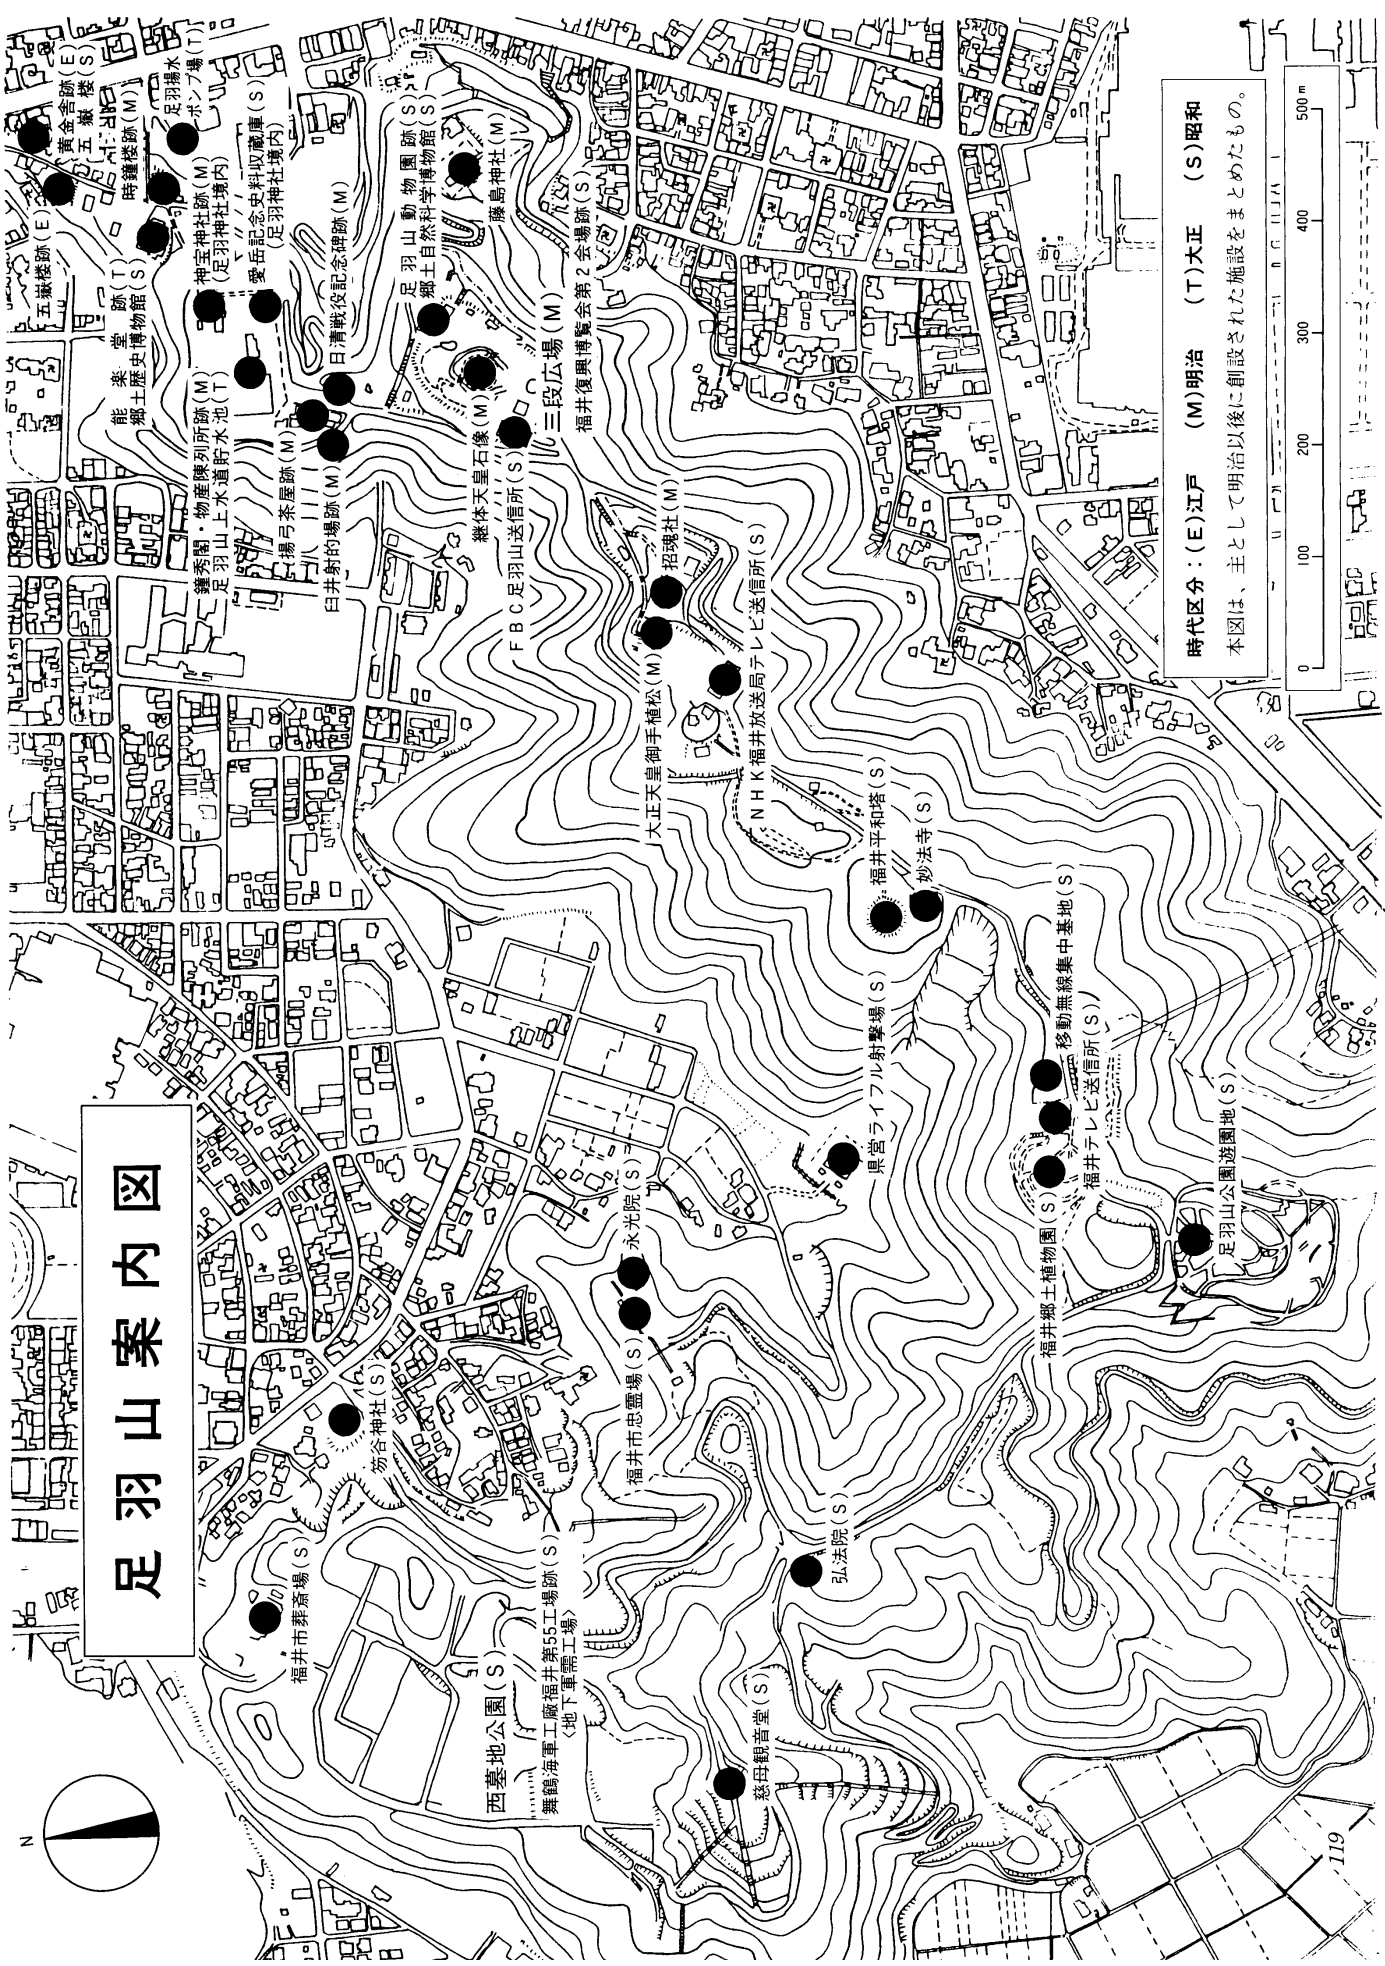 足羽山案内図
N
黄金舎跡(E)
五嶽楼(S)
五嶽楼跡(E)
時鐘楼跡(M)
足羽揚水
ポンプ場(T)
能楽堂跡(T)
郷土歴史博物館(S)
神宝神社跡(M)
(足羽神社境内)
愛岳記念史料収蔵庫(S)
(足羽神社境内)
鐘秀閣・物産陳列所跡(M)
足羽山上水道貯水池(T)
日清戦役記念碑跡(M)
揚弓茶屋跡(M)
臼井射的場跡(M)
足羽山動物園跡(S)
郷土自然科学博物館(S)
藤島神社(M)
継体天皇石像(M)
FBC足羽山送信所(S)
三段広場(M)
福井復興博覧会第2会場跡(S)
招魂社(M)
大正天皇御手植松(M)
NHK福井放送局テレビ送信所(S)
福井平和塔(S)
妙法寺(S)
県営ライフル射撃場(S)
移動無線集中基地(S)
福井テレビ送信所(S)
福井郷土植物園(S)
足羽山公園遊園地(S)
永光院(S)
福井市忠霊場(S)
笏谷神社(S)
福井市葬斎場(S)
西墓地公園(S)
舞鶴海軍工廠福井第55工場跡(S)
〈地下軍需工場〉
弘法院(S)
慈母観音堂(S)
時代区分：(E)江戸 (M)明治 (T)大正 (S)昭和
本図は、主として明治以後に創設された施設をまとめたもの。
0 100 200 300 400 500m
119